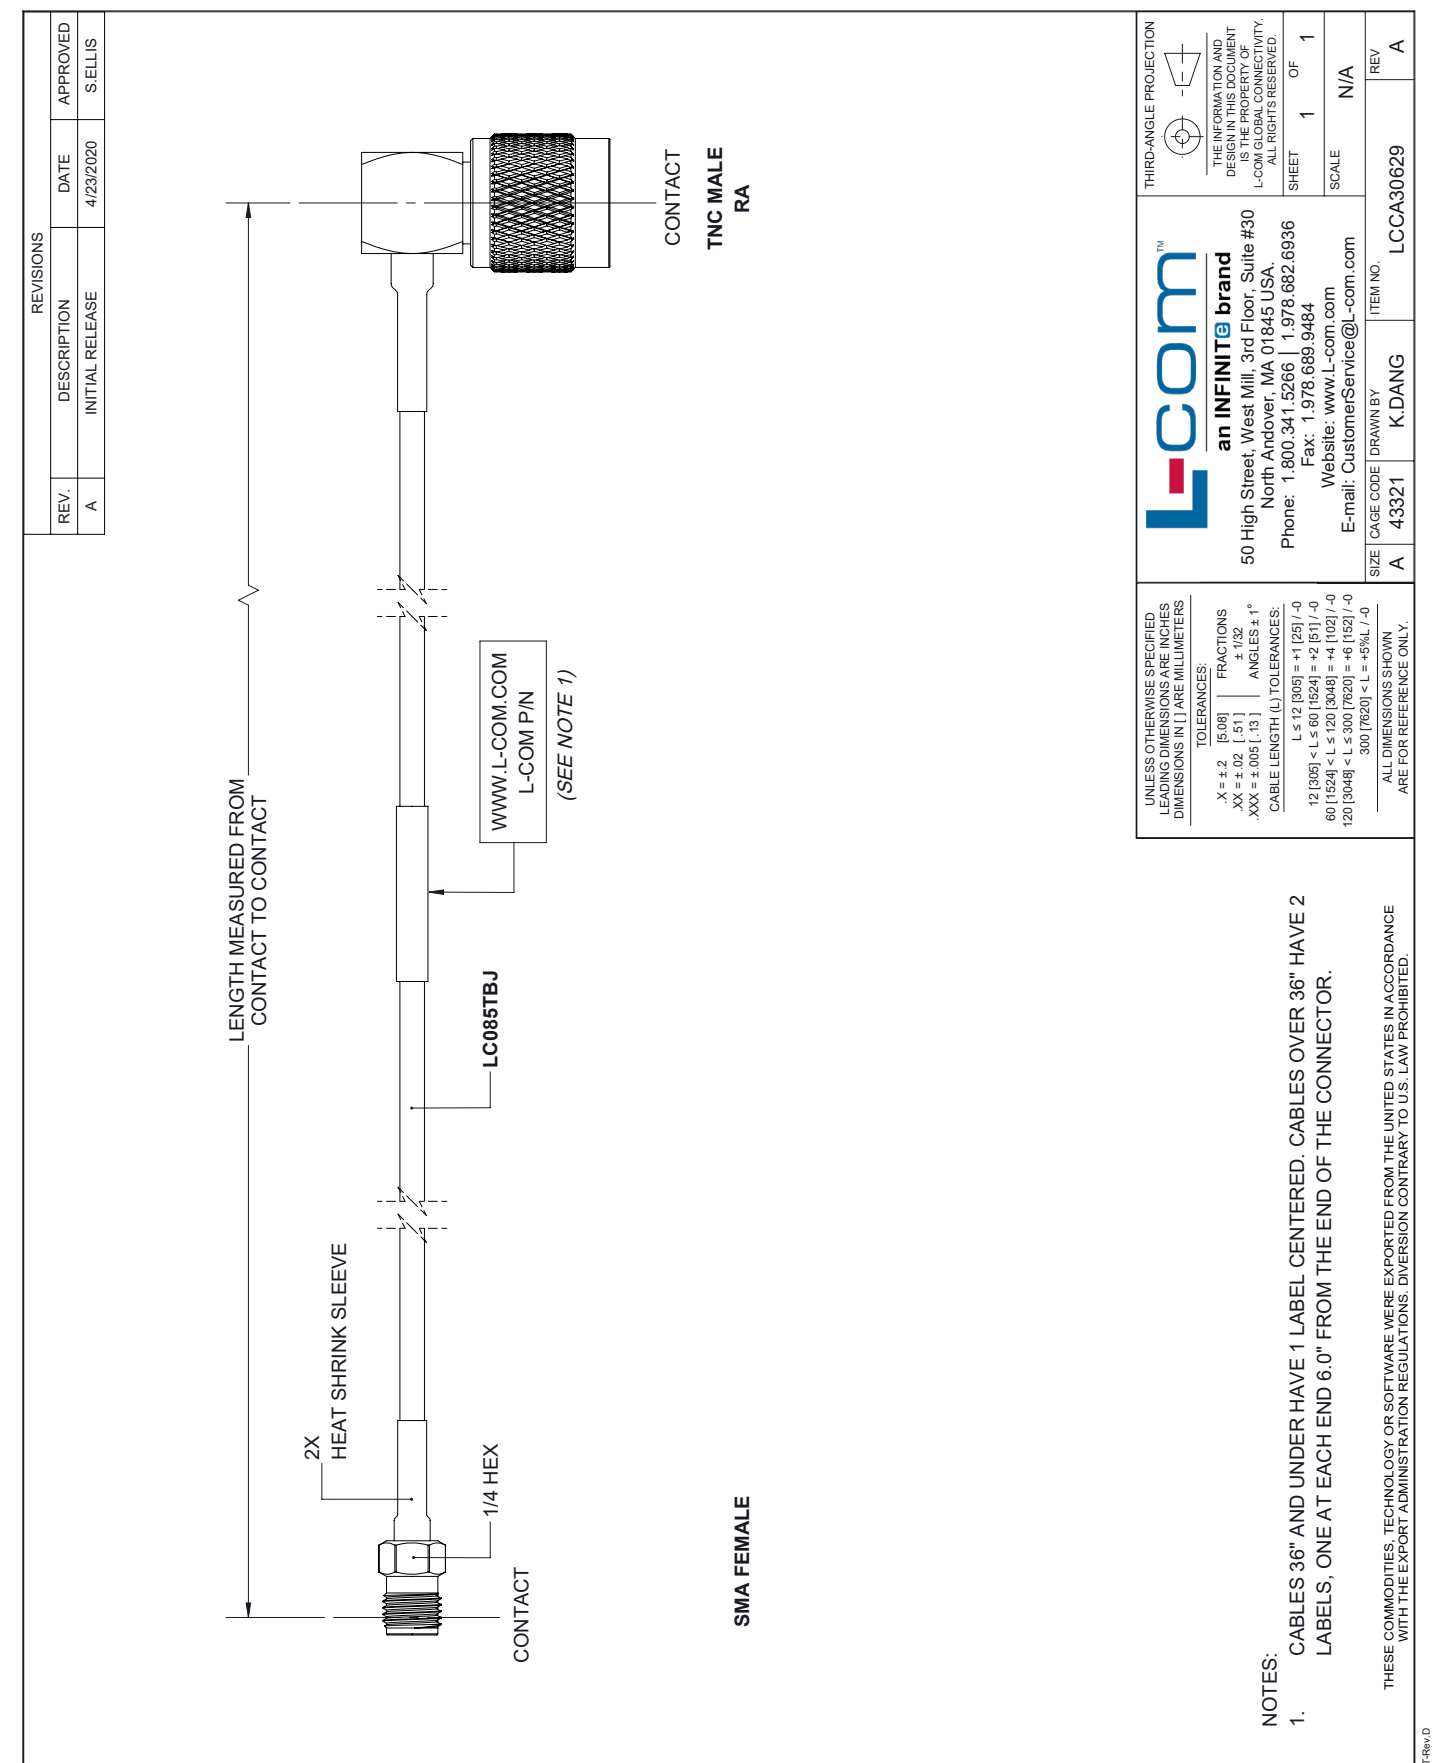 REVISIONS
REV. DESCRIPTION DATE APPROVED
A INITIAL RELEASE 4/23/2020 S.ELLIS
LENGTH MEASURED FROM
CONTACT TO CONTACT
2X
HEAT SHRINK SLEEVE
1/4 HEX
CONTACT
SMA FEMALE
LC085TBJ
WWW.L-COM.COM
L-COM P/N
(SEE NOTE 1)
CONTACT
TNC MALE
RA
NOTES:
1. CABLES 36" AND UNDER HAVE 1 LABEL CENTERED. CABLES OVER 36" HAVE 2
LABELS, ONE AT EACH END 6.0" FROM THE END OF THE CONNECTOR.
THESE COMMODITIES, TECHNOLOGY OR SOFTWARE WERE EXPORTED FROM THE UNITED STATES IN ACCORDANCE
WITH THE EXPORT ADMINISTRATION REGULATIONS. DIVERSION CONTRARY TO U.S. LAW PROHIBITED.
UNLESS OTHERWISE SPECIFIED
LEADING DIMENSIONS ARE INCHES
DIMENSIONS IN [ ] ARE MILLIMETERS
TOLERANCES:
.X = ± .2 [5.08] FRACTIONS
.XX = ± .02 [ .51 ] ± 1/32
.XXX = ± .005 [ .13 ] ANGLES ± 1°
CABLE LENGTH (L) TOLERANCES:
L ≤ 12 [305] = +1 [25] / -0
12 [305] < L ≤ 60 [1524] = +2 [51] / -0
60 [1524] < L ≤ 120 [3048] = +4 [102] / -0
120 [3048] < L ≤ 300 [7620] = +6 [152] / -0
300 [7620] < L = +5%L / -0
ALL DIMENSIONS SHOWN
ARE FOR REFERENCE ONLY.
L-com™
an INFINITe brand
50 High Street, West Mill, 3rd Floor, Suite #30
North Andover, MA 01845 USA.
Phone: 1.800.341.5266 | 1.978.682.6936
Fax: 1.978.689.9484
Website: www.L-com.com
E-mail: CustomerService@L-com.com
THIRD-ANGLE PROJECTION
THE INFORMATION AND
DESIGN IN THIS DOCUMENT
IS THE PROPERTY OF
L-COM GLOBAL CONNECTIVITY.
ALL RIGHTS RESERVED.
SHEET 1 OF 1
SCALE N/A
SIZE CAGE CODE DRAWN BY ITEM NO. REV
A 43321 K.DANG LCCA30629 A
T-Rev.D